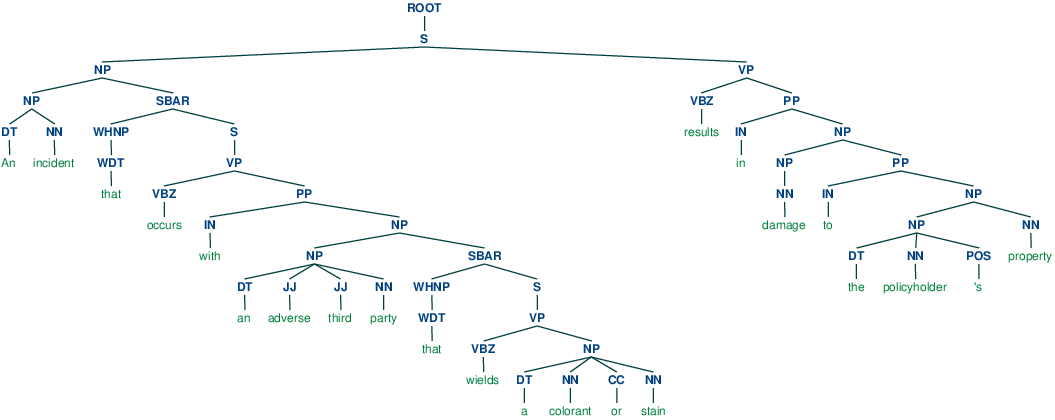 ROOT
S
NP VP
NP SBAR VBZ PP
DT NN WHNP S results IN NP
An incident WDT VP in NP PP
that VBZ PP NN IN NP
occurs IN NP damage to NP NN
with NP SBAR DT NN POS property
DT JJ JJ NN WHNP S the policyholder 's
an adverse third party WDT VP
that VBZ NP
wields DT NN CC NN
a colorant or stain